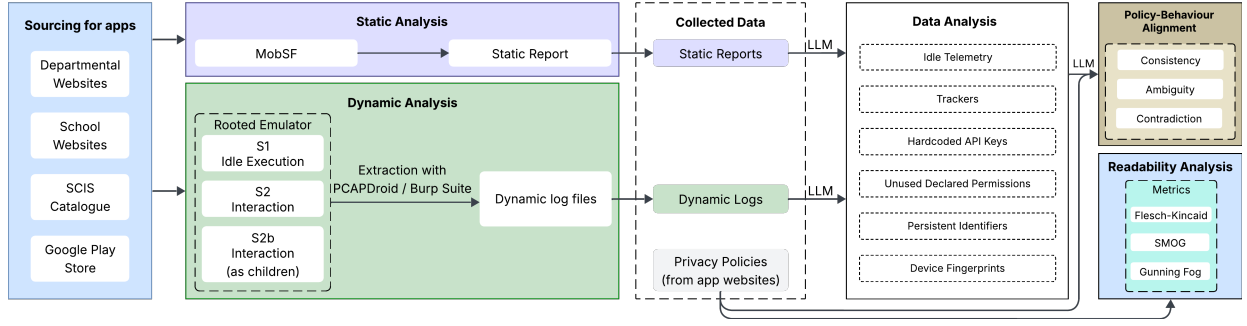 Sourcing for apps
Departmental
Websites
School
Websites
SCIS
Catalogue
Google Play
Store
Static Analysis
MobSF
Static Report
Dynamic Analysis
Rooted Emulator
S1
Idle Execution
S2
Interaction
S2b
Interaction
(as children)
Extraction with
PCAPDroid / Burp Suite
Dynamic log files
Collected Data
Static Reports
Dynamic Logs
Privacy Policies
(from app websites)
LLM
LLM
Data Analysis
Idle Telemetry
Trackers
Hardcoded API Keys
Unused Declared Permissions
Persistent Identifiers
Device Fingerprints
LLM
Policy-Behaviour
Alignment
Consistency
Ambiguity
Contradiction
Readability Analysis
Metrics
Flesch-Kincaid
SMOG
Gunning Fog